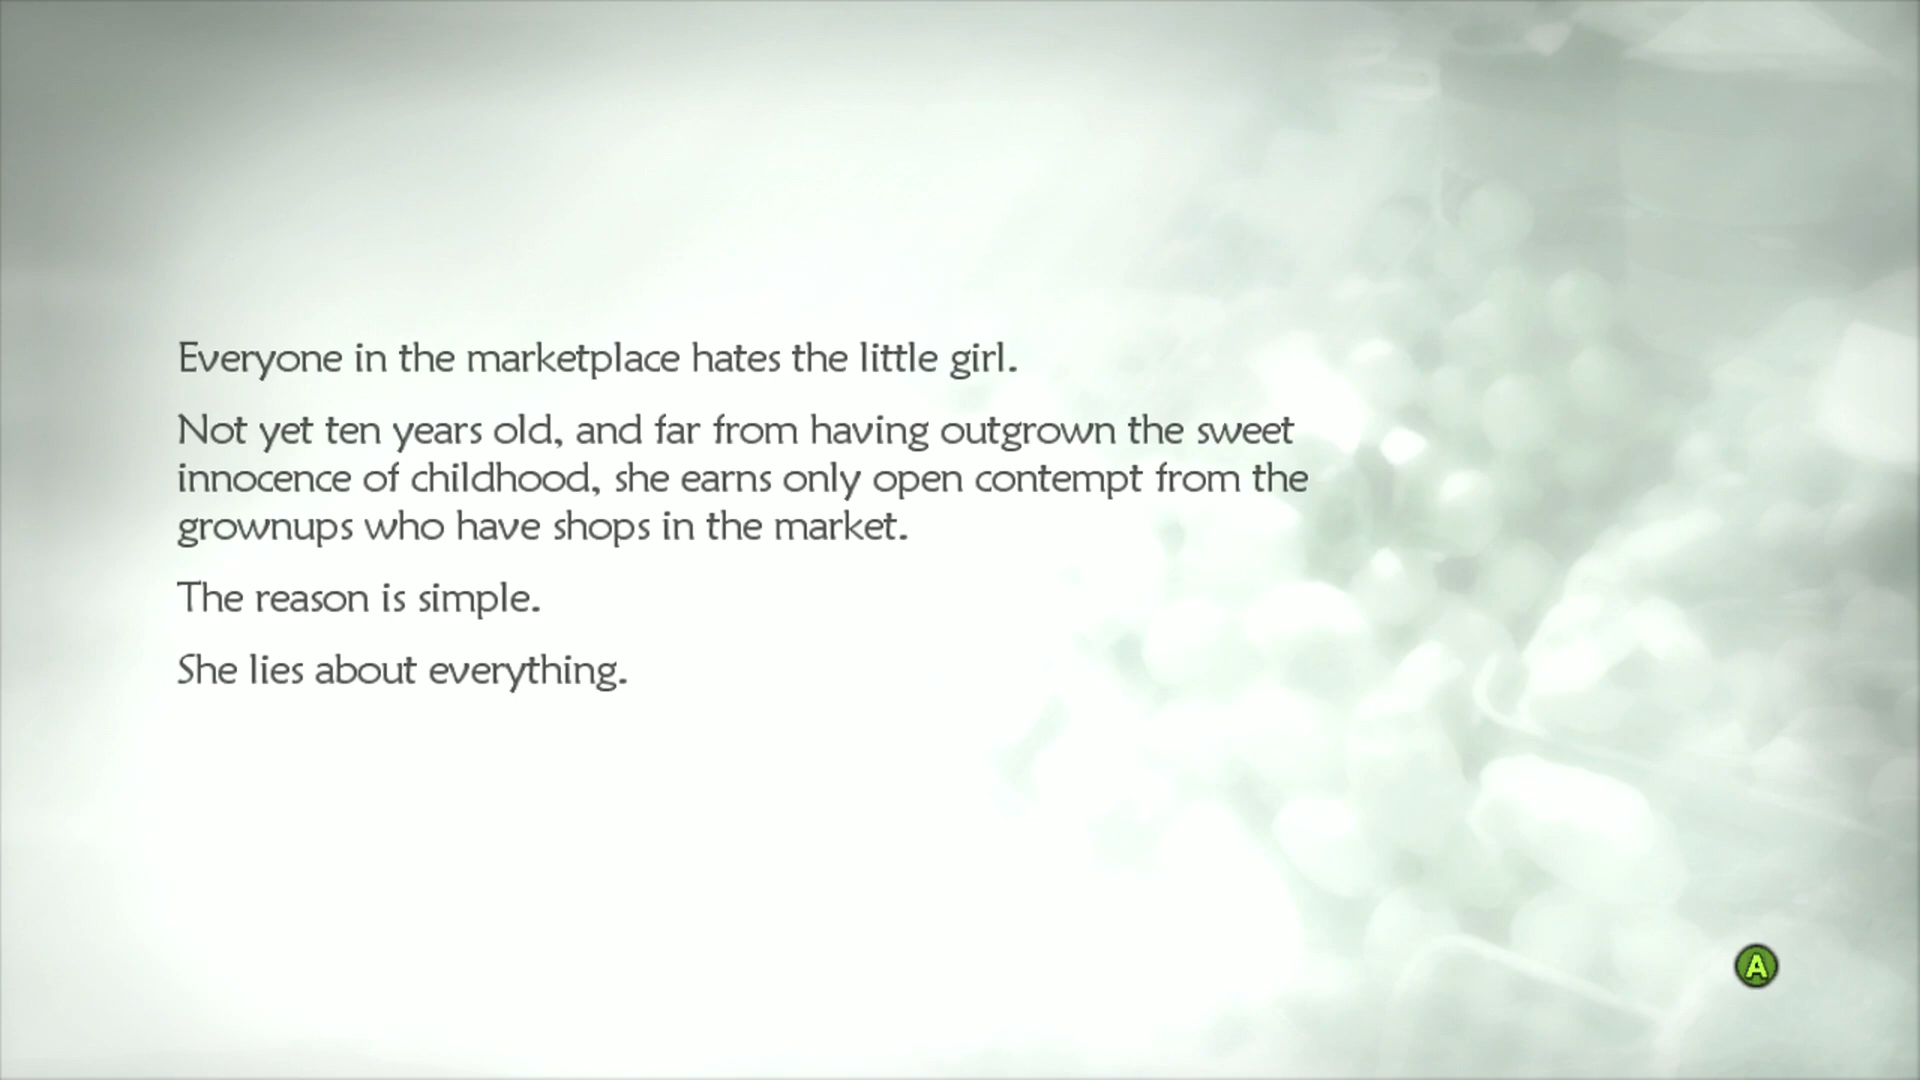 Everyone in the marketplace hates the little girl.
Not yet ten years old, and far from having outgrown the sweet
innocence of childhood, she earns only open contempt from the
grownups who have shops in the market.
The reason is simple.
She lies about everything.
A